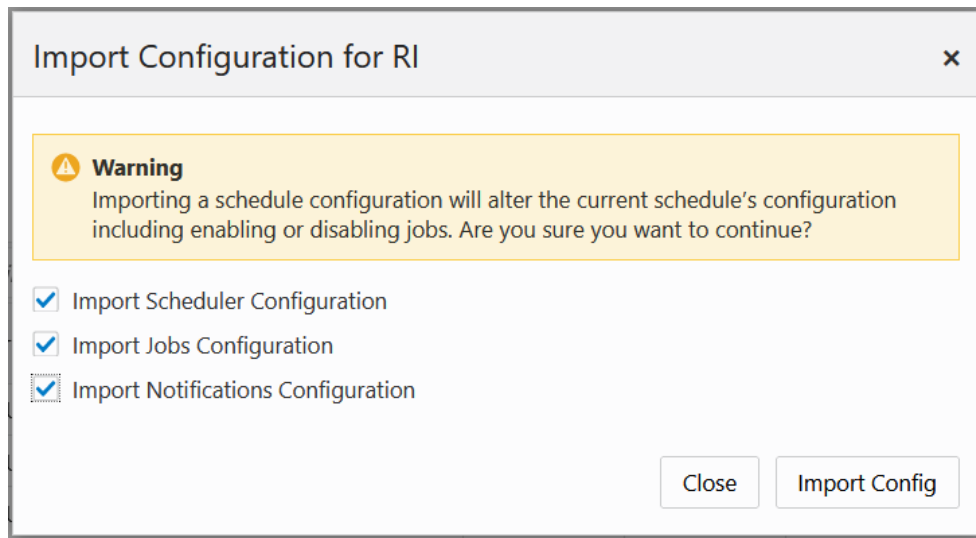 Import Configuration for RI
Warning
Importing a schedule configuration will alter the current schedule's configuration
including enabling or disabling jobs. Are you sure you want to continue?
Import Scheduler Configuration
Import Jobs Configuration
Import Notifications Configuration
Close Import Config